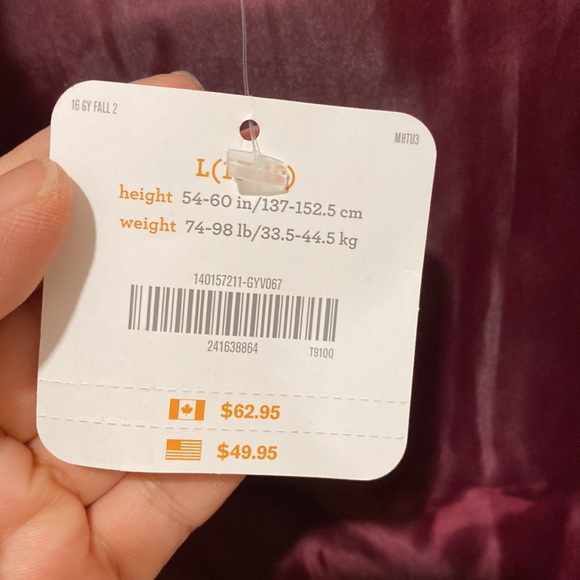 16 GY FALL 2
MHTU3
L(
height 54-60 in/137-152.5 cm
weight 74-98 lb/33.5-44.5 kg
140157211-GYV067
241638864
T91QQ
$62.95
$49.95